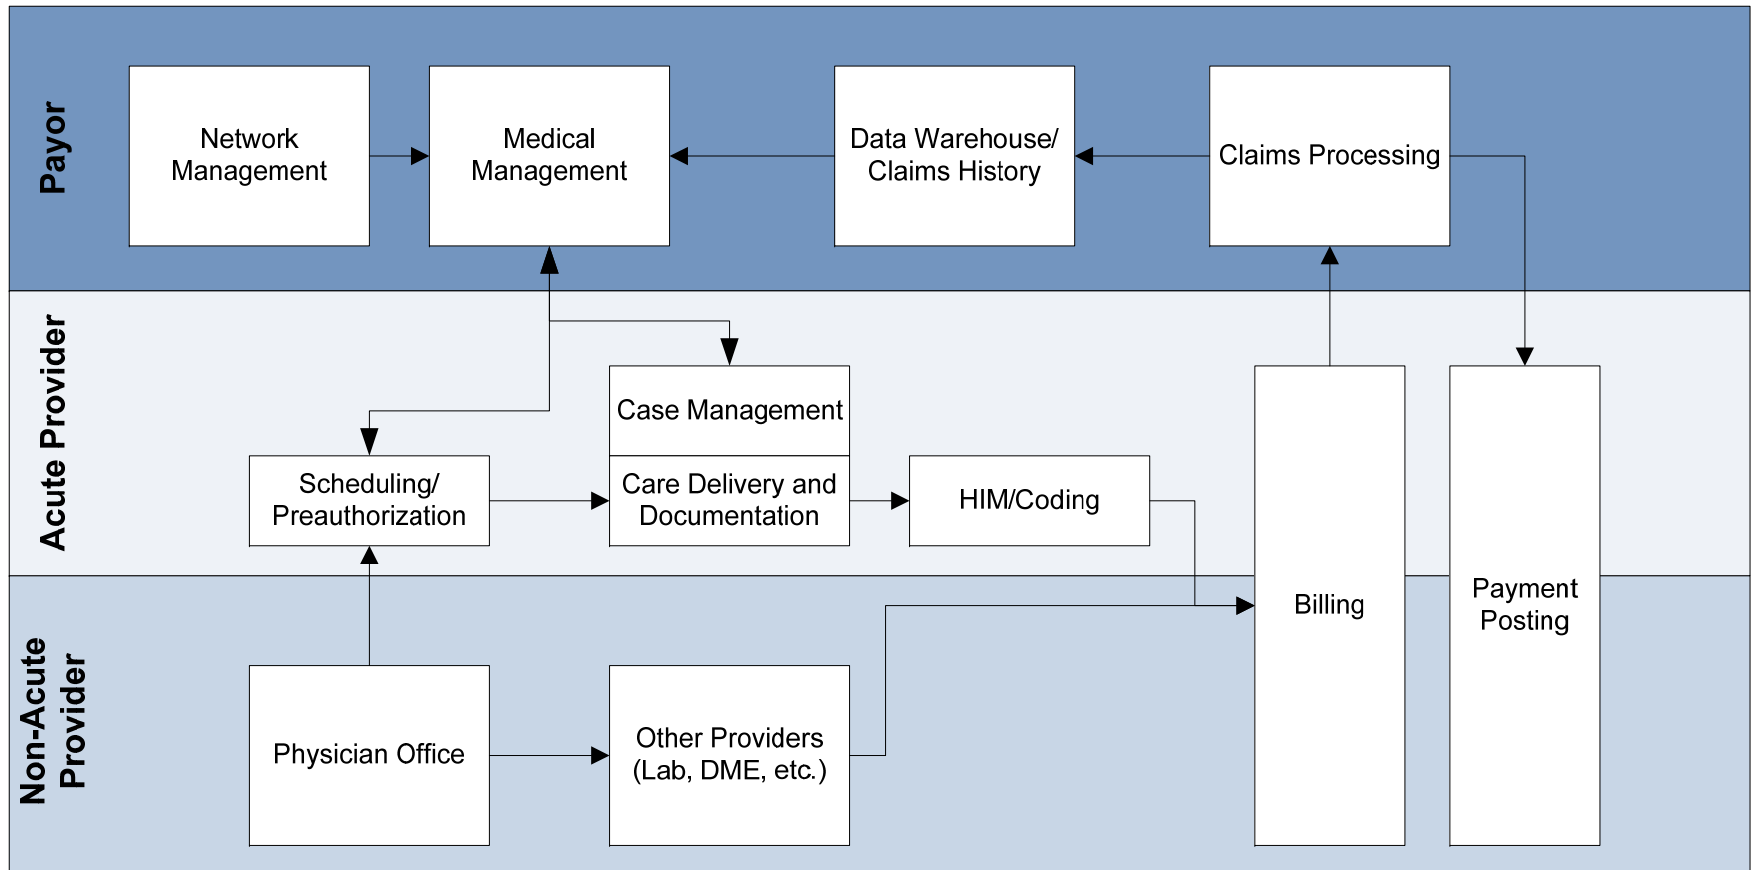 Payor
Network
Management
Medical
Management
Data Warehouse/
Claims History
Claims Processing
Acute Provider
Case Management
Scheduling/
Preauthorization
Care Delivery and
Documentation
HIM/Coding
Billing
Payment
Posting
Non-Acute
Provider
Physician Office
Other Providers
(Lab, DME, etc.)